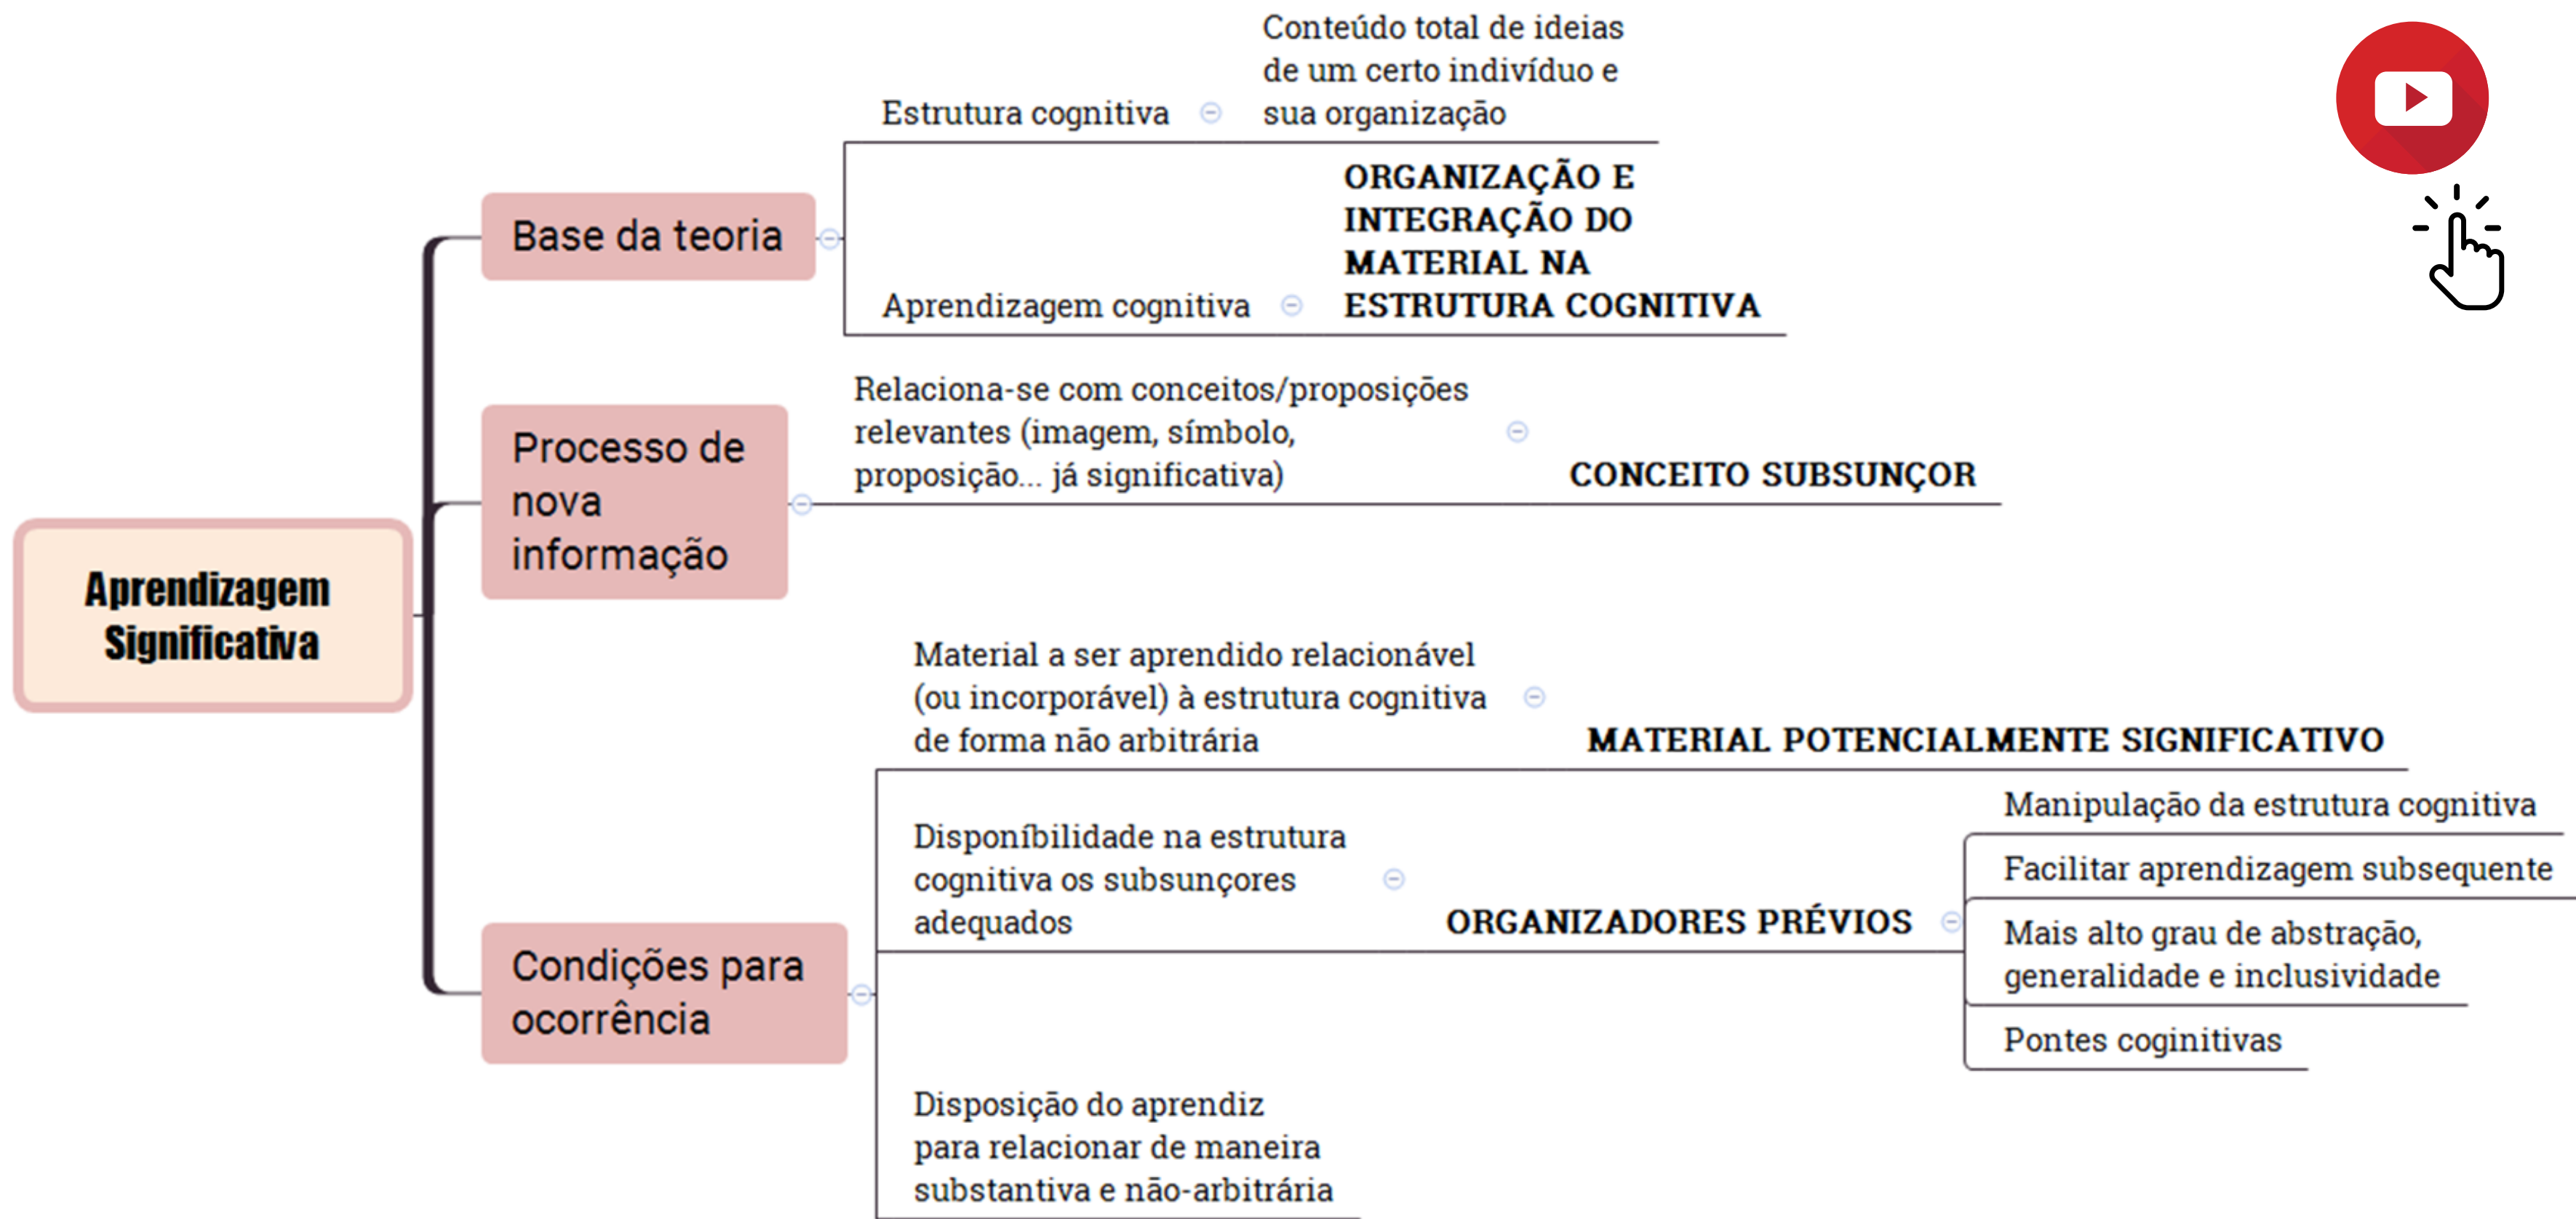 Aprendizagem
Significativa
Base da teoria
Estrutura cognitiva
Conteúdo total de ideias
de um certo indivíduo e
sua organização
Aprendizagem cognitiva
ORGANIZAÇÃO E
INTEGRAÇÃO DO
MATERIAL NA
ESTRUTURA COGNITIVA
Processo de
nova
informação
Relaciona-se com conceitos/proposições
relevantes (imagem, símbolo,
proposição... já significativa)
CONCEITO SUBSUNÇOR
Condições para
ocorrência
Material a ser aprendido relacionável
(ou incorporável) à estrutura cognitiva
de forma não arbitrária
MATERIAL POTENCIALMENTE SIGNIFICATIVO
Disponíbilidade na estrutura
cognitiva os subsunçores
adequados
ORGANIZADORES PRÉVIOS
Manipulação da estrutura cognitiva
Facilitar aprendizagem subsequente
Mais alto grau de abstração,
generalidade e inclusividade
Pontes coginitivas
Disposição do aprendiz
para relacionar de maneira
substantiva e não-arbitrária